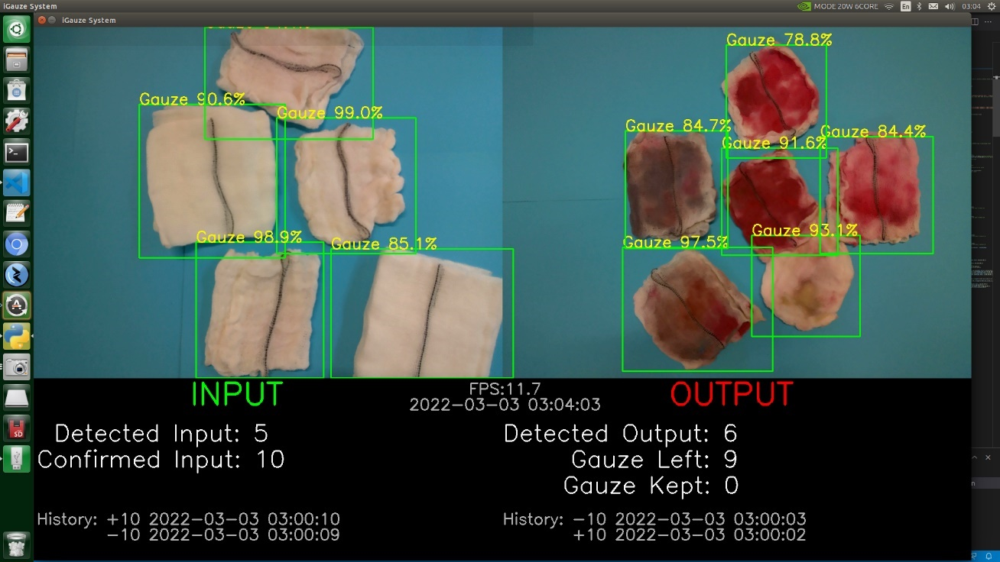 iGauze System
MODE 20W 6CORE
En
03:04
iGauze System
Gauze 90.6%
Gauze 99.0%
Gauze 98.9%
Gauze 85.1%
Gauze 78.8%
Gauze 84.7%
Gauze 84.4%
Gauze 91.6%
Gauze 93.1%
Gauze 97.5%
INPUT
FPS:11.7
2022-03-03 03:04:03
OUTPUT
Detected Input: 5
Confirmed Input: 10
Detected Output: 6
Gauze Left: 9
Gauze Kept: 0
History: +10 2022-03-03 03:00:10
-10 2022-03-03 03:00:09
History: -10 2022-03-03 03:00:03
+10 2022-03-03 03:00:02
SD